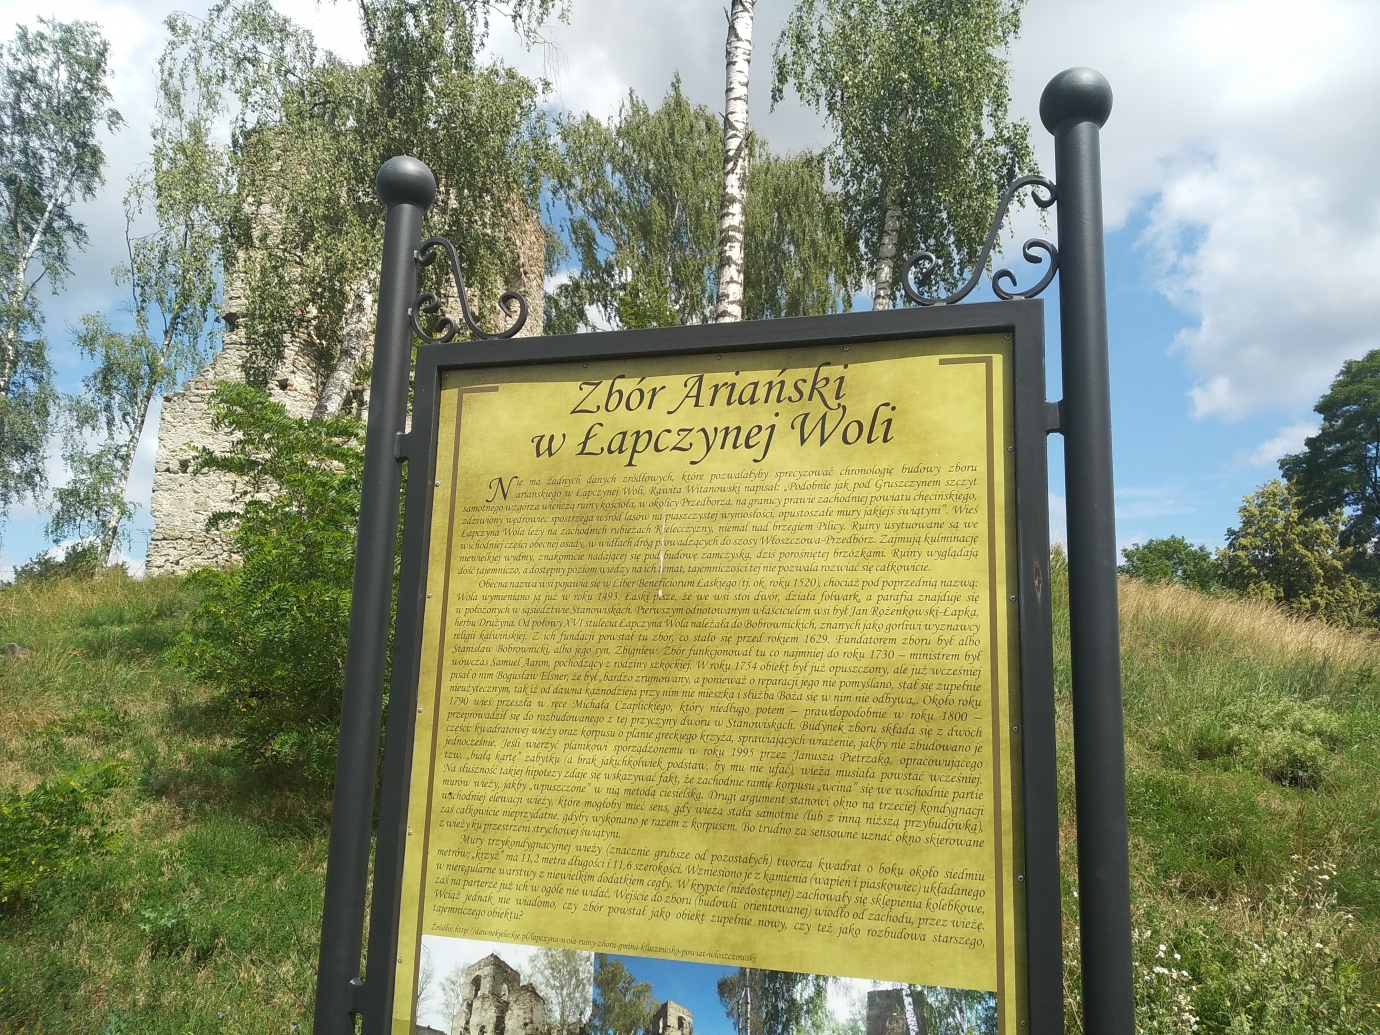 Zbór Ariański
w Łapczynej Woli
Nie ma żadnych danych źródłowych, które pozwalałyby sprecyzować chronologię budowy zboru
ariańskiego w Łapczynej Woli. Rawita Witanowski napisał: „Podobnie jak pod Gruszczynem szczyt
samotnego wzgórza wieńczą ruiny kościoła, w okolicy Przedborza, na granicy prawie zachodniej powiatu chęcińskiego,
zdziwiony wędrowiec spostrzega wśród lasów na piaszczystej wyniosłości, opustoszałe mury jakiejś świątyni". Wieś
Łapczyna Wola leży na zachodnich rubieżach Kielecczyzny, niemal nad brzegiem Pilicy. Ruiny usytuowane są we
wschodniej części obecnej osady, w widłach dróg prowadzących do szosy Włoszczowa-Przedbórz. Zajmują kulminację
niewielkiej wydmy, znakomicie nadającej się pod budowę zamczyska, dziś porośniętej brzózkami. Ruiny wyglądają
dość tajemniczo, a dostępny poziom wiedzy na ich temat, tajemniczości tej nie pozwala rozwiać się całkowicie.
Obecna nazwa wsi pojawia się w Liber Beneficiorum Łaskiego (tj. ok. roku 1520), chociaż pod poprzednią nazwą:
Wola wymieniano ją już w roku 1493. Łaski pisze, że we wsi stoi dwór, działa folwark, a parafia znajduje się
w położonych w sąsiedztwie Stanowiskach. Pierwszym odnotowanym właścicielem wsi był Jan Rożenkowski-Łapka,
herbu Drużyna. Od połowy XVI stulecia Łapczyna Wola należała do Bobrownickich, znanych jako gorliwi wyznawcy
religii kalwińskiej. Z ich fundacji powstał tu zbór, co stało się przed rokiem 1629. Fundatorem zboru był albo
Stanisław Bobrownicki, albo jego syn, Zbigniew. Zbór funkcjonował tu co najmniej do roku 1730 – ministrem był
wówczas Samuel Aaron, pochodzący z rodziny szkockiej. W roku 1754 obiekt był już opuszczony, ale już wcześniej
pisał o nim Bogusław Elsner, że był „bardzo zrujnowany, a ponieważ o reparacji jego nie pomyślano, stał się zupełnie
nieużytecznym, tak iż od dawna kaznodzieja przy nim nie mieszka i służba Boża się w nim nie odbywa„. Około roku
1790 wieś przeszła w ręce Michała Czaplickiego, który niedługo potem – prawdopodobnie w roku 1800 –
przeprowadził się do rozbudowanego z tej przyczyny dworu w Stanowiskach. Budynek zboru składa się z dwóch
części: kwadratowej wieży oraz korpusu o planie greckiego krzyża, sprawiających wrażenie, jakby nie zbudowano je
jednocześnie. Jeśli wierzyć planikowi sporządzonemu w roku 1995 przez Janusza Pietrzaka, opracowującego
tzw. „białą kartę" zabytku (a brak jakichkolwiek podstaw, by mu nie ufać), wieża musiała powstać wcześniej.
Na słuszność takiej hipotezy zdaje się wskazywać fakt, że zachodnie ramię korpusu „wcina" się we wschodnie partie
murów wieży, jakby „wpuszczone" w nią metodą ciesielską. Drugi argument stanowi okno na trzeciej kondygnacji
wschodniej elewacji wieży, które mogłoby mieć sens, gdy wieża stała samotnie (lub z inną niższą przybudówką),
zaś całkowicie nieprzydatne, gdyby wykonano je razem z korpusem. Bo trudno za sensowne uznać okno skierowane
z wieży ku przestrzeni strychowej świątyni.
Mury trzykondygnacyjnej wieży (znacznie grubsze od pozostałych) tworzą kwadrat o boku około siedmiu
metrów; „krzyż" ma 11,2 metra długości i 11,6 szerokości. Wzniesiono je z kamienia (wapień i piaskowiec) układanego
w nieregularne warstwy z niewielkim dodatkiem cegły. W krypcie (niedostępnej) zachowały się sklepienia kolebkowe,
zaś na parterze już ich w ogóle nie widać. Wejście do zboru (budowli orientowanej) wiodło od zachodu, przez wieżę.
Wciąż jednak nie wiadomo, czy zbór powstał jako obiekt zupełnie nowy, czy też jako rozbudowa starszego,
tajemniczego obiektu?
Źródło: http://dawnekieleckie.pl/lapczyna-wola-ruiny-zboru-gmina-kluczewsko-powiat-wloszczowski